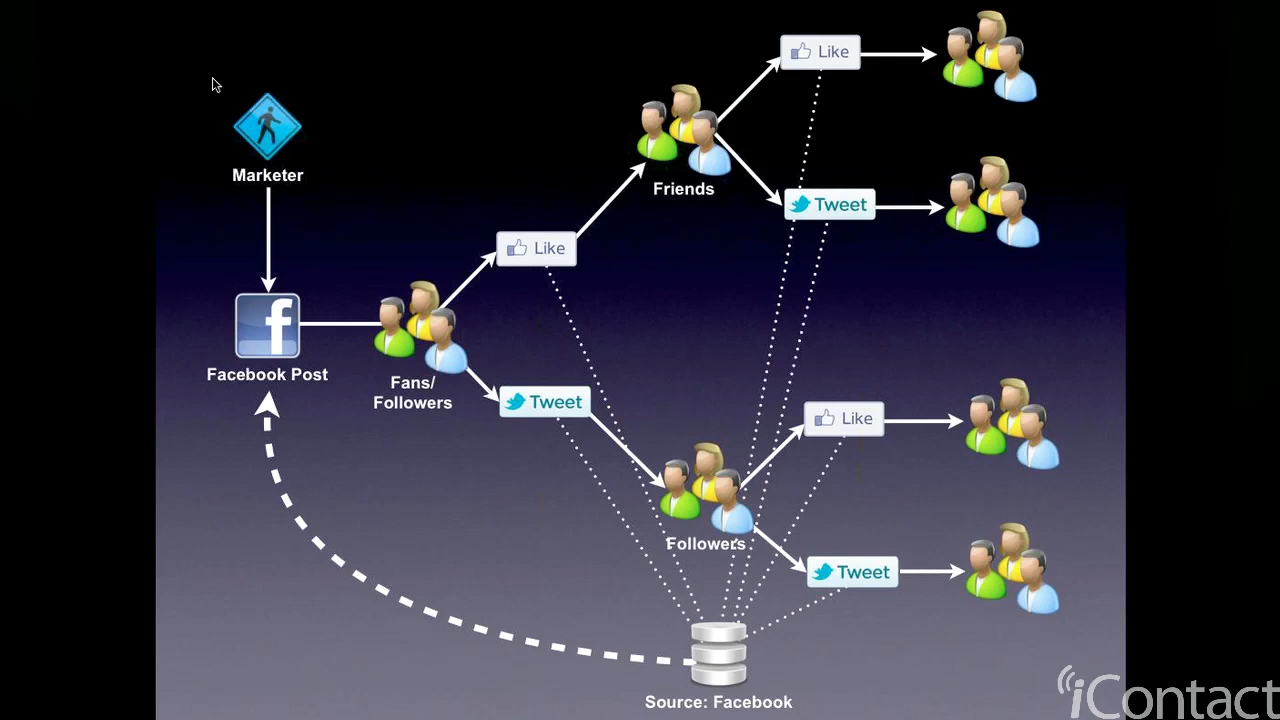 Like
Marketer
Friends
Tweet
Like
Facebook Post
Fans/
Followers
Tweet
Like
Followers
Tweet
Source: Facebook
iContact